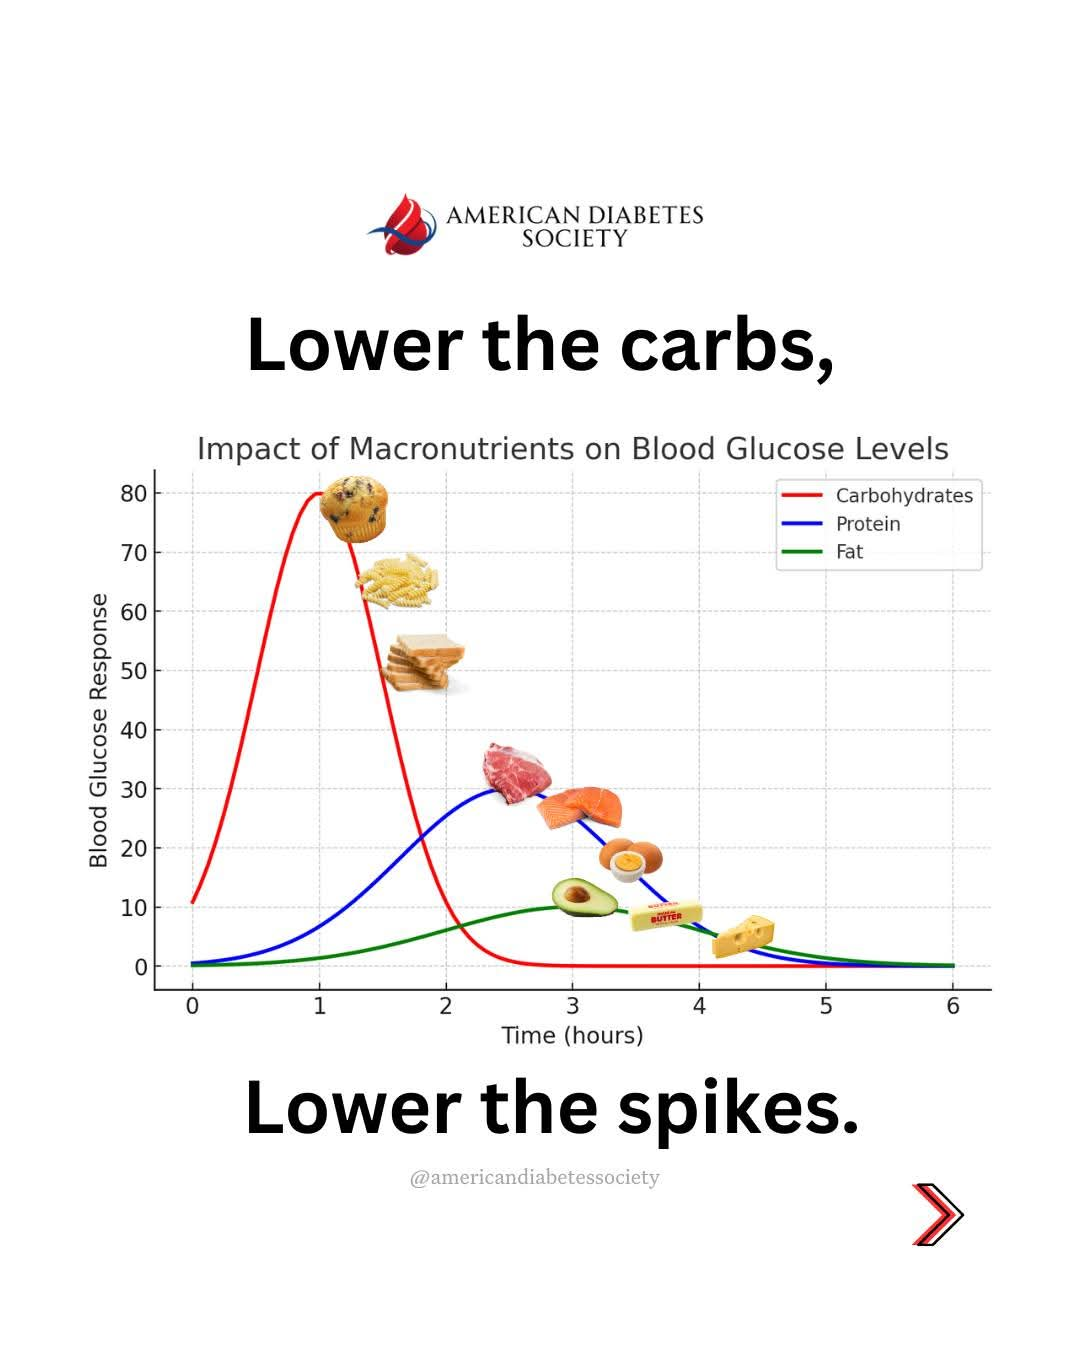 AMERICAN DIABETES
SOCIETY
Lower the carbs,
Impact of Macronutrients on Blood Glucose Levels
Carbohydrates
Protein
Fat
Blood Glucose Response
80
70
60
50
40
30
20
10
0
BUTTER
BUTTER
0 1 2 3 4 5 6
Time (hours)
Lower the spikes.
@americandiabetessociety